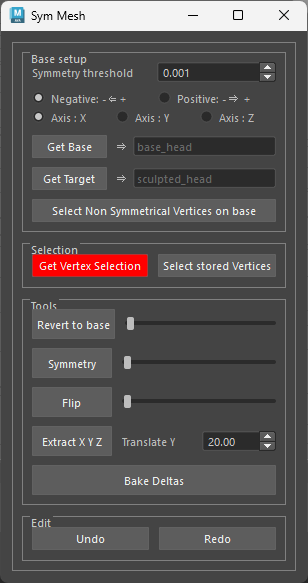 M
Sym Mesh
Base setup
Symmetry threshold 0.001
Negative: - ⇐ + Positive: - ⇒ +
Axis : X Axis : Y Axis : Z
Get Base ⇒ base_head
Get Target ⇒ sculpted_head
Select Non Symmetrical Vertices on base
Selection
Get Vertex Selection Select stored Vertices
Tools
Revert to base
Symmetry
Flip
Extract X Y Z Translate Y 20.00
Bake Deltas
Edit
Undo Redo